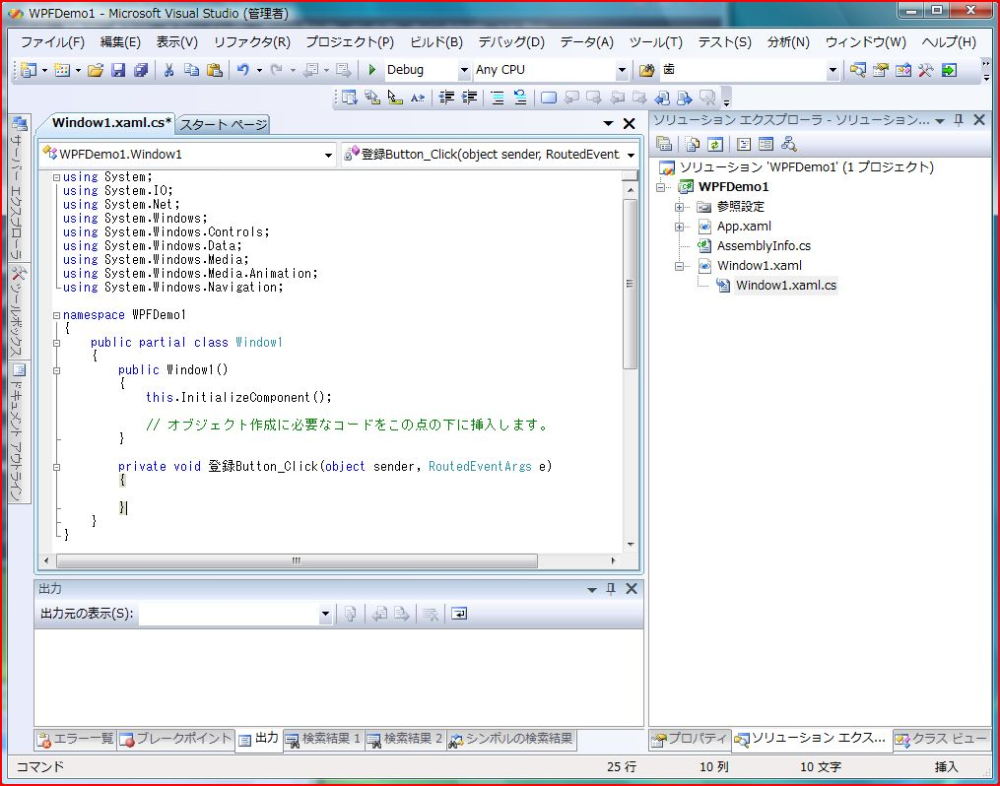 WPFDemo1 - Microsoft Visual Studio (管理者)
ファイル(F) 編集(E) 表示(V) リファクタ(R) プロジェクト(P) ビルド(B) デバッグ(D) データ(A) ツール(T) テスト(S) 分析(N) ウィンドウ(W) ヘルプ(H)
Debug Any CPU 歯
Window1.xaml.cs* スタート ページ
WPFDemo1.Window1 登録Button_Click(object sender, RoutedEvent
サーバー エクスプローラ
ツールボックス
ドキュメント アウトライン
using System;
using System.IO;
using System.Net;
using System.Windows;
using System.Windows.Controls;
using System.Windows.Data;
using System.Windows.Media;
using System.Windows.Media.Animation;
using System.Windows.Navigation;
namespace WPFDemo1
{
public partial class Window1
{
public Window1()
{
this.InitializeComponent();
// オブジェクト作成に必要なコードをこの点の下に挿入します。
}
private void 登録Button_Click(object sender, RoutedEventArgs e)
{
}
}
}
ソリューション エクスプローラ - ソリューション...
ソリューション 'WPFDemo1' (1 プロジェクト)
WPFDemo1
参照設定
App.xaml
AssemblyInfo.cs
Window1.xaml
Window1.xaml.cs
出力
出力元の表示(S):
エラー一覧 ブレークポイント 出力 検索結果 1 検索結果 2 シンボルの検索結果
プロパティ ソリューション エクス... クラス ビュー
コマンド 25 行 10 列 10 文字 挿入